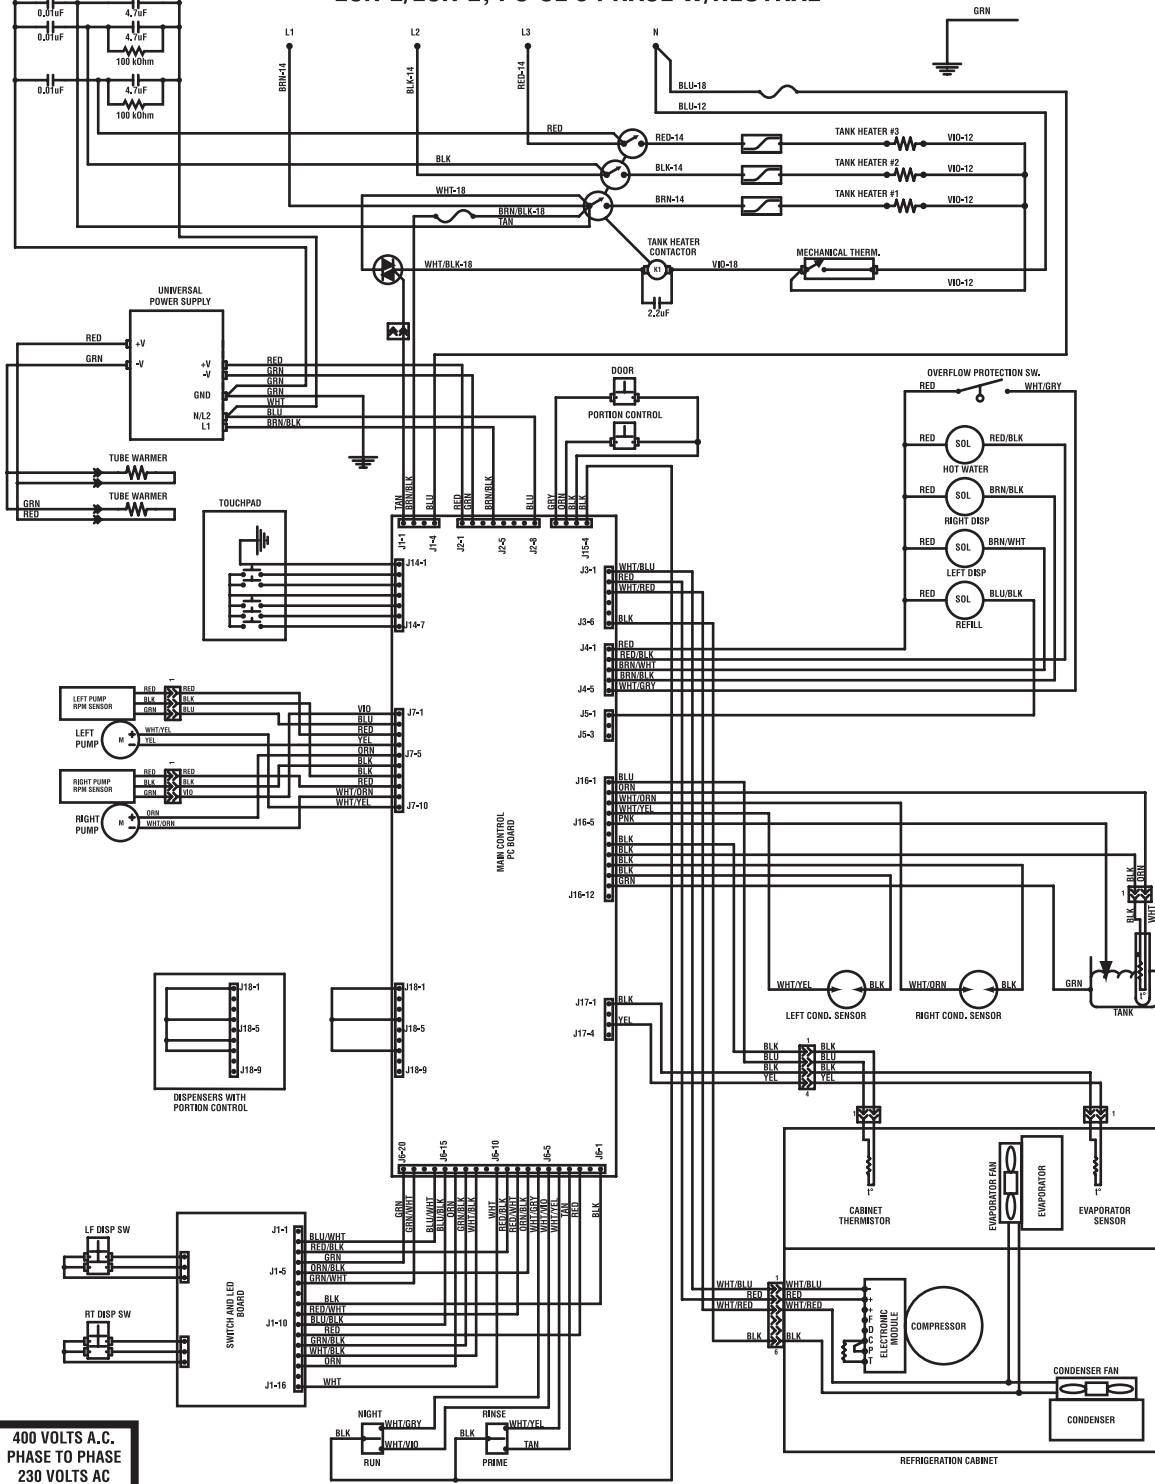 0.01uF
4.7uF
0.01uF
4.7uF
100 kOhm
0.01uF
4.7uF
100 kOhm
L1
L2
L3
N
GRN
BRN-14
BLK-14
RED-14
BLU-18
BLU-12
RED
RED-14
TANK HEATER #3
VIO-12
BLK
BLK-14
TANK HEATER #2
VIO-12
WHT-18
BRN/BLK-18
TAN
BRN-14
TANK HEATER #1
VIO-12
TANK HEATER
CONTACTOR
K1
2.2uF
WHT/BLK-18
VIO-18
MECHANICAL THERM.
VIO-12
UNIVERSAL
POWER SUPPLY
RED
+V
GRN
-V
+V
RED
-V
GRN
GRN
GND
GRN
WHT
N/L2
BLU
L1
BRN/BLK
TUBE WARMER
TUBE WARMER
GRN
RED
DOOR
PORTION CONTROL
OVERFLOW PROTECTION SW.
RED
WHT/GRY
RED
SOL
RED/BLK
HOT WATER
RED
SOL
BRN/BLK
RIGHT DISP
RED
SOL
BRN/WHT
LEFT DISP
RED
SOL
BLU/BLK
REFILL
TOUCHPAD
TAN
BRN/BLK
BLU
RED
GRN
BRN/BLK
BLU
GRY
ORN
BLK
BLK
J1-1
J1-4
J2-1
J2-5
J2-8
J15-4
J14-1
J14-7
J3-1
WHT/BLU
RED
WHT/RED
J3-6
BLK
J4-1
RED
RED/BLK
BRN/WHT
BRN/BLK
J4-5
WHT/GRY
J5-1
J5-3
LEFT PUMP
RPM SENSOR
RED
BLK
GRN
1
RED
BLK
BLU
LEFT
PUMP
M
+
-
WHT/YEL
YEL
RIGHT PUMP
RPM SENSOR
RED
BLK
GRN
1
RED
BLK
VIO
RIGHT
PUMP
M
+
-
ORN
WHT/ORN
VIO
J7-1
BLU
RED
YEL
ORN
J7-5
BLK
BLK
RED
WHT/ORN
WHT/YEL
J7-10
MAIN CONTROL
PC BOARD
J16-1
BLU
ORN
WHT/ORN
WHT/YEL
J16-5
PNK
BLK
BLK
BLK
BLK
GRN
J16-12
BLK
ORN
1
BLK
WHT
WHT/YEL
BLK
LEFT COND. SENSOR
WHT/ORN
BLK
RIGHT COND. SENSOR
GRN
t°
TANK
J18-1
J18-5
J18-9
DISPENSERS WITH
PORTION CONTROL
J18-1
J18-5
J18-9
J17-1
BLK
YEL
J17-4
BLK
BLU
BLK
YEL
1
4
BLK
BLU
BLK
YEL
1
1
t°
t°
CABINET
THERMISTOR
EVAPORATOR FAN
EVAPORATOR
EVAPORATOR
SENSOR
J6-20
J6-15
J6-10
J6-5
J6-1
GRN
GRN/WHT
BLU/WHT
BLU/BLK
ORN
GRN/BLK
WHT/BLK
WHT
RED/BLK
RED/WHT
ORN/BLK
WHT/GRY
WHT/VIO
WHT/YEL
TAN
RED
BLK
LF DISP SW
RT DISP SW
SWITCH AND LED
BOARD
J1-1
BLU/WHT
RED/BLK
GRN
J1-5
ORN/BLK
GRN/WHT
BLK
RED/WHT
J1-10
BLU/BLK
RED
GRN/BLK
WHT/BLK
ORN
J1-16
WHT
WHT/BLU
RED
WHT/RED
BLK
1
6
WHT/BLU
RED
WHT/RED
BLK
-
+
+
F
D
C
P
T
ELECTRONIC
MODULE
COMPRESSOR
CONDENSER FAN
CONDENSER
REFRIGERATION CABINET
NIGHT
BLK
WHT/GRY
WHT/VIO
RUN
RINSE
BLK
WHT/YEL
TAN
PRIME
400 VOLTS A.C.
PHASE TO PHASE
230 VOLTS AC